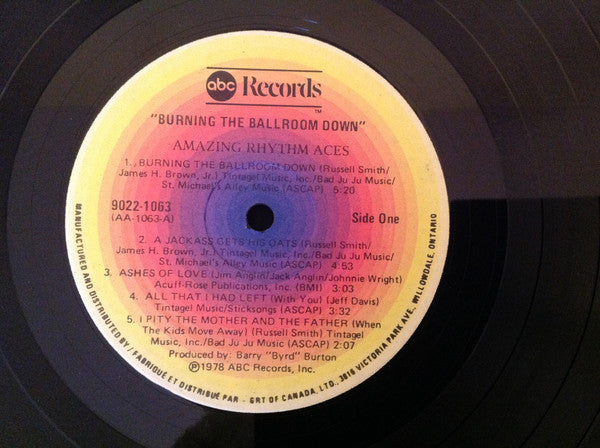 abc Records
TM
"BURNING THE BALLROOM DOWN"
AMAZING RHYTHM ACES
1. BURNING THE BALLROOM DOWN (Russell Smith/
James H. Brown, Jr.) Tintagel Music, Inc./Bad Ju Ju Music/
St. Michael's Alley Music (ASCAP) 5:20
9022-1063
(AA-1063-A)
Side One
2. A JACKASS GETS HIS OATS (Russell Smith/
James H. Brown, Jr.) Tintagel Music, Inc./Bad Ju Ju Music/
St. Michael's Alley Music (ASCAP) 4:53
3. ASHES OF LOVE (Jim Anglin/Jack Anglin/Johnnie Wright)
Acuff-Rose Publications, Inc. (BMI) 3:03
4. ALL THAT I HAD LEFT (With You) (Jeff Davis)
Tintagel Music/Sticksongs (ASCAP) 3:32
5. I PITY THE MOTHER AND THE FATHER (When
The Kids Move Away) (Russell Smith) Tintagel
Music, Inc./Bad Ju Ju Music (ASCAP) 2:07
Produced by: Barry "Byrd" Burton
℗1978 ABC Records, Inc.
MANUFACTURED AND DISTRIBUTED BY / FABRIQUÉ ET DISTRIBUÉ PAR - GRT OF CANADA, LTD., 3816 VICTORIA PARK AVE., WILLOWDALE, ONTARIO